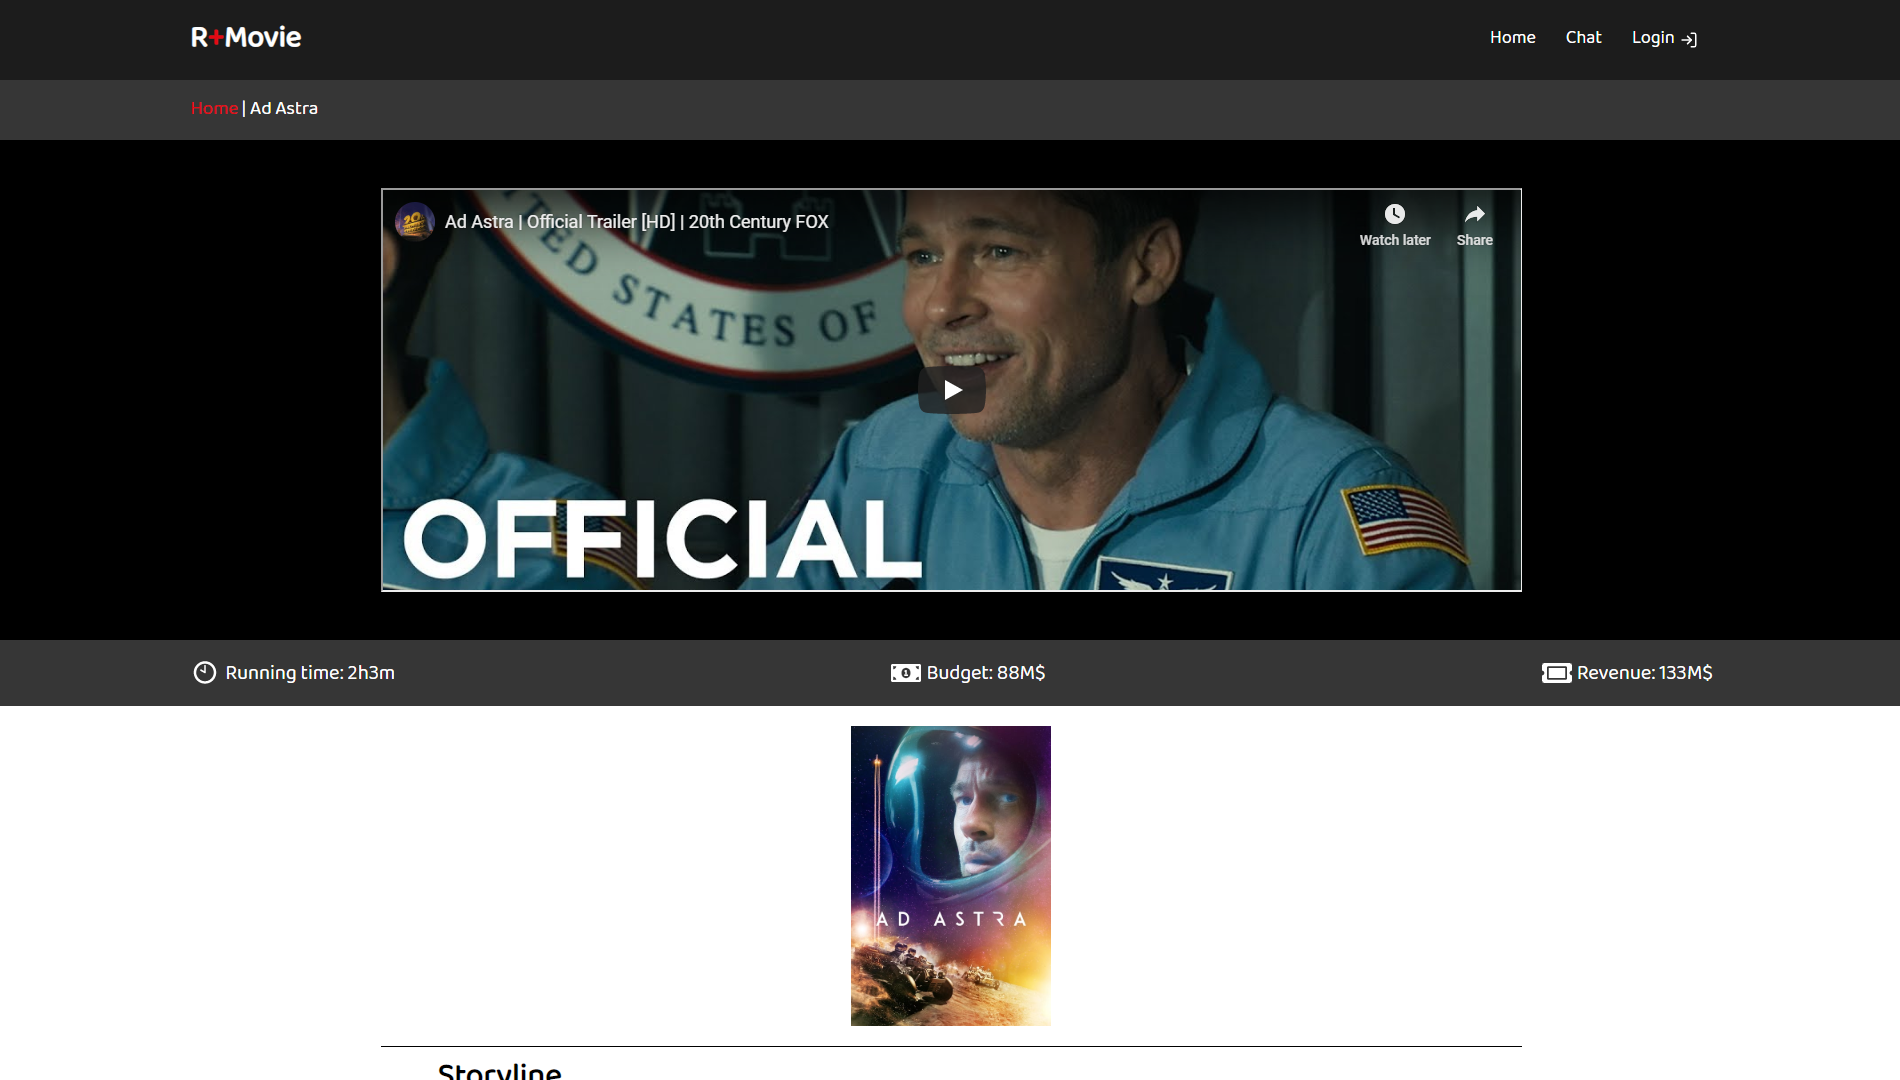 R+Movie
Home
Chat
Login
Home | Ad Astra
Ad Astra | Official Trailer [HD] | 20th Century FOX
Watch later
Share
TED STATES OF
OFFICIAL
Running time: 2h3m
Budget: 88M$
Revenue: 133M$
AD ASTRA
Storyline